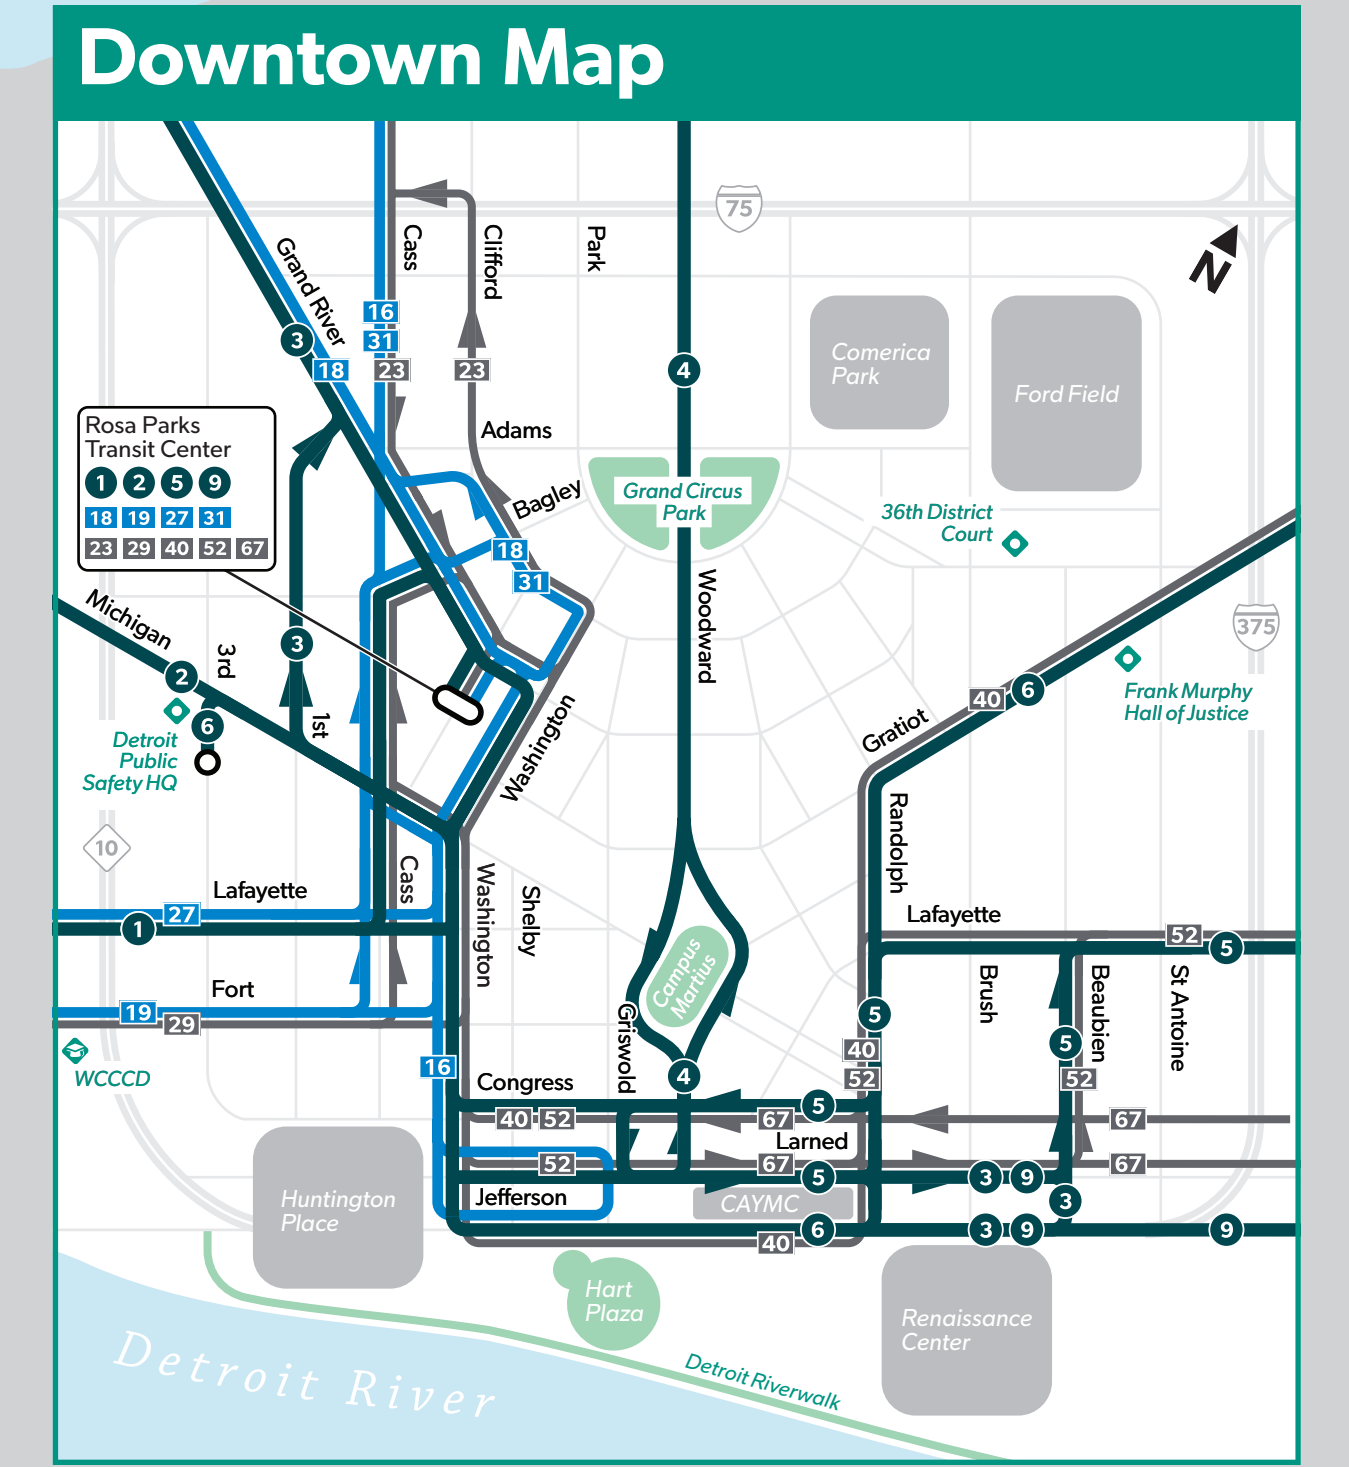 Downtown Map
75
N
Grand River
Cass
Clifford
Park
16
31
3
18
23
23
4
Comerica
Park
Ford Field
Rosa Parks
Transit Center
1 2 5 9
18 19 27 31
23 29 40 52 67
Adams
Bagley
Grand Circus
Park
36th District
Court
18
31
Michigan
3rd
3
2
1st
6
Detroit
Public
Safety HQ
Washington
Woodward
375
40
6
Frank Murphy
Hall of Justice
Gratiot
Randolph
10
Cass
Lafayette
27
1
Washington
Shelby
Lafayette
52
5
Fort
19
29
Campus
Martius
Griswold
Brush
Beaubien
St Antoine
5
40
52
5
52
WCCCD
16
4
Congress
40 52
67
5
67
Larned
52
67
5
3 9
67
Huntington
Place
Jefferson
CAYMC
3
6
3 9
9
40
Hart
Plaza
Renaissance
Center
Detroit River
Detroit Riverwalk